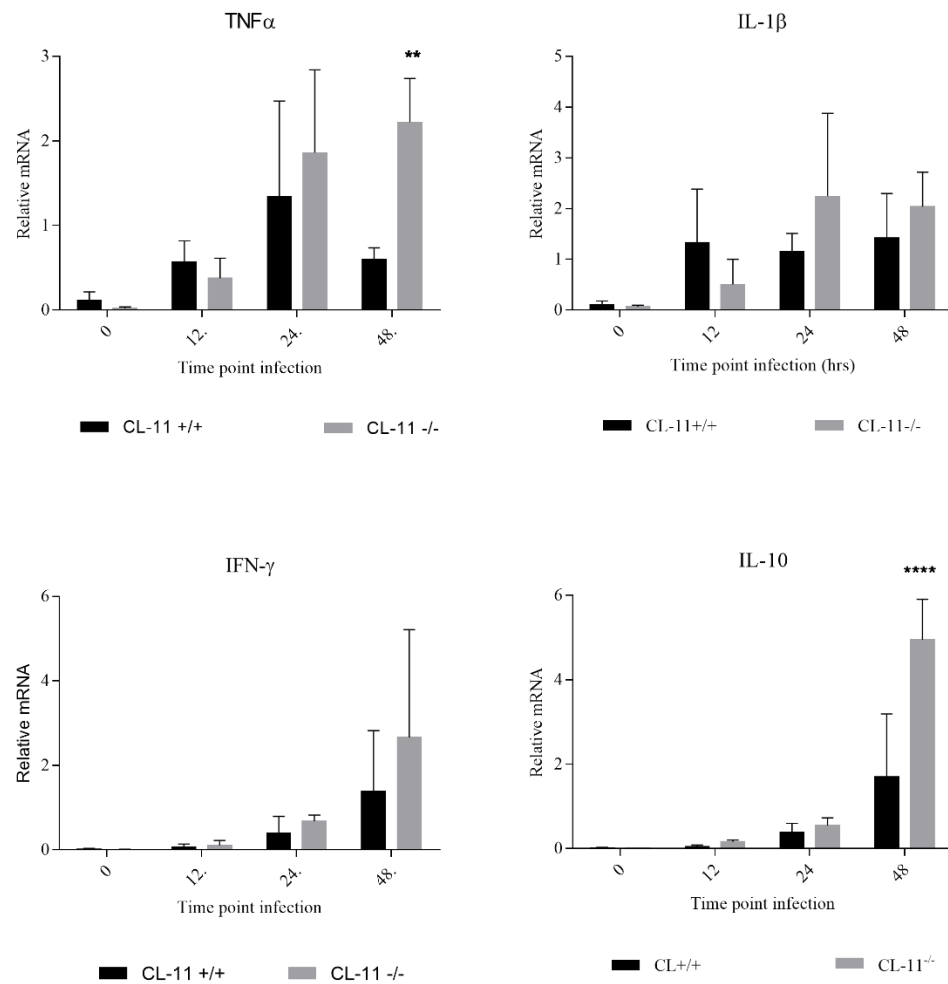 TNFα
**
3
2
1
0
Relative mRNA
0 12. 24. 48.
Time point infection
CL-11 +/+ CL-11 -/-
IL-1β
5
4
3
2
1
0
Relative mRNA
0 12 24 48
Time point infection (hrs)
CL-11+/+ CL-11-/-
IFN-γ
6
4
2
0
Relative mRNA
0 12. 24. 48.
Time point infection
CL-11 +/+ CL-11 -/-
IL-10
****
6
4
2
0
Relative mRNA
0 12 24 48
Time point infection
CL+/+ CL-11-/-